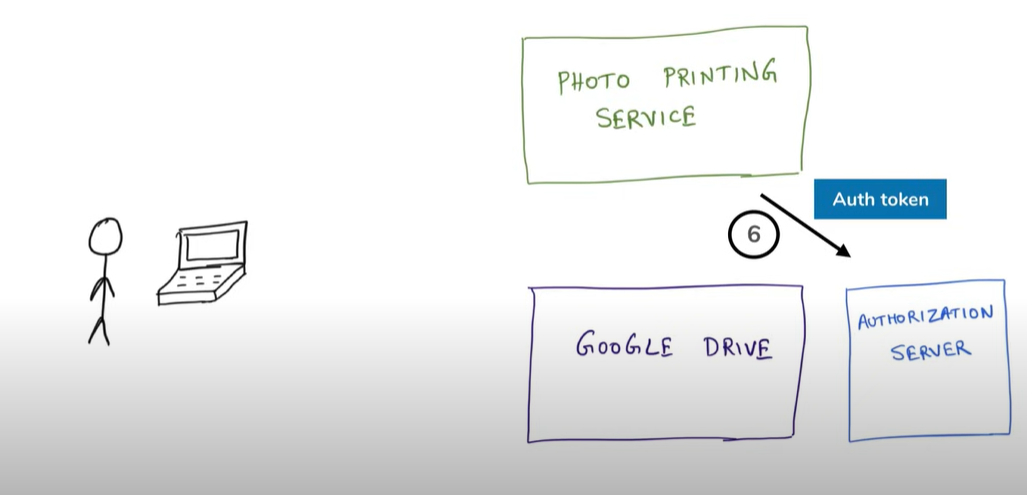 PHOTO PRINTING
SERVICE
Auth token
6
GOOGLE DRIVE
AUTHORIZATION
SERVER